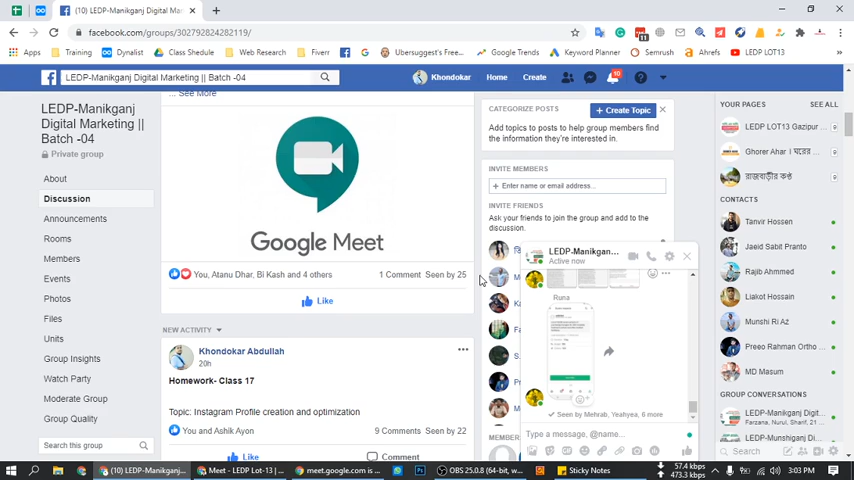 (10) LEDP-Manikganj Digital Mar
facebook.com/groups/302792824282119/
Apps
Training
Dynalist
Class Shedule
Web Research
Fiverr
Ubersuggest's Free...
Google Trends
Keyword Planner
Semrush
Ahrefs
LEDP LOT13
LEDP-Manikganj Digital Marketing || Batch -04
Khondokar
Home
Create
10
LEDP-Manikganj
Digital Marketing ||
Batch -04
Private group
About
Discussion
Announcements
Rooms
Members
Events
Photos
Files
Units
Group Insights
Watch Party
Moderate Group
Group Quality
Search this group
... See More
Google Meet
You, Atanu Dhar, Bi Kash and 4 others
1 Comment Seen by 25
Like
NEW ACTIVITY
Khondokar Abdullah
20h
Homework- Class 17
Topic: Instagram Profile creation and optimization
You and Ashik Ayon
9 Comments Seen by 22
Like
Comment
CATEGORIZE POSTS
+ Create Topic
Add topics to posts to help group members find
the information they're interested in.
INVITE MEMBERS
+ Enter name or email address...
INVITE FRIENDS
Ask your friends to join the group and add to the
discussion.
LEDP-Manikganj...
Active now
Runa
Seen by Mehrab, Yeahyea, 6 more
Type a message, @name...
YOUR PAGES
SEE ALL
LEDP LOT13 Gazipur ...
Ghorer Ahar । ঘরের ...
রাজবাড়ীর কণ্ঠ
CONTACTS
Tanvir Hossen
Jaeid Sabit Pranto
Rajib Ahmed
Liakot Hossain
Munshi Ri Az
Preeo Rahman Ortho
MD Masum
GROUP CONVERSATIONS
LEDP-Manikganj Digit...
Farzana, Nurul, Sharif, 21
LEDP-Munshiganj Di...
Search
(10) LEDP-Manikganj...
Meet - LEDP Lot-13 | ...
meet.google.com is ...
OBS 25.0.8 (64-bit, w...
Sticky Notes
57.4 kbps
473.3 kbps
3:03 PM